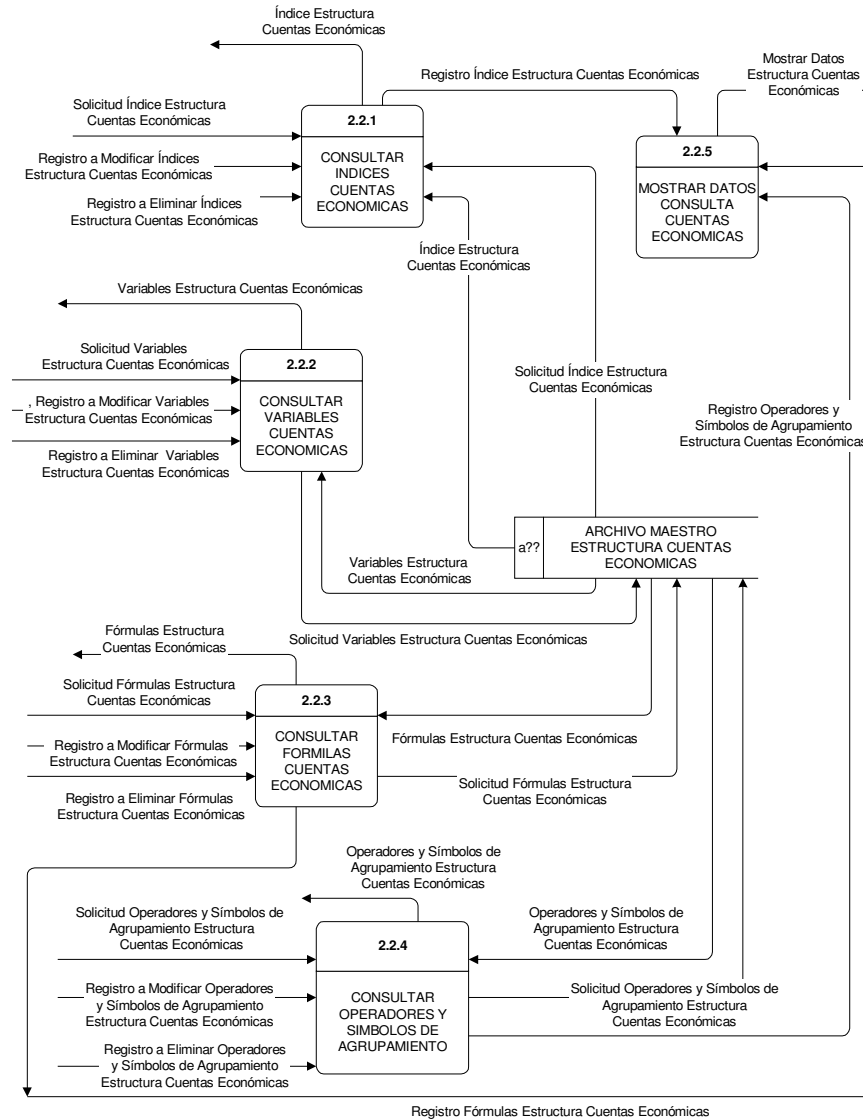 Índice Estructura
Cuentas Económicas
Registro Índice Estructura Cuentas Económicas
Mostrar Datos
Estructura Cuentas
Económicas
Solicitud Índice Estructura
Cuentas Económicas
Registro a Modificar Índices
Estructura Cuentas Económicas
Registro a Eliminar Índices
Estructura Cuentas Económicas
2.2.1
CONSULTAR
INDICES
CUENTAS
ECONOMICAS
2.2.5
MOSTRAR DATOS
CONSULTA
CUENTAS
ECONOMICAS
Índice Estructura
Cuentas Económicas
Variables Estructura Cuentas Económicas
Solicitud Variables
Estructura Cuentas Económicas
, Registro a Modificar Variables
Estructura Cuentas Económicas
Registro a Eliminar Variables
Estructura Cuentas Económicas
2.2.2
CONSULTAR
VARIABLES
CUENTAS
ECONOMICAS
Solicitud Índice Estructura
Cuentas Económicas
Registro Operadores y
Símbolos de Agrupamiento
Estructura Cuentas Económicas
a??
ARCHIVO MAESTRO
ESTRUCTURA CUENTAS
ECONOMICAS
Variables Estructura
Cuentas Económicas
Solicitud Variables Estructura Cuentas Económicas
Fórmulas Estructura
Cuentas Económicas
Solicitud Fórmulas Estructura
Cuentas Económicas
Registro a Modificar Fórmulas
Estructura Cuentas Económicas
Registro a Eliminar Fórmulas
Estructura Cuentas Económicas
2.2.3
CONSULTAR
FORMILAS
CUENTAS
ECONOMICAS
Fórmulas Estructura Cuentas Económicas
Solicitud Fórmulas Estructura
Cuentas Económicas
Operadores y Símbolos de
Agrupamiento Estructura
Cuentas Económicas
Solicitud Operadores y Símbolos de
Agrupamiento Estructura
Cuentas Económicas
Registro a Modificar Operadores
y Símbolos de Agrupamiento
Estructura Cuentas Económicas
Registro a Eliminar Operadores
y Símbolos de Agrupamiento
Estructura Cuentas Económicas
2.2.4
CONSULTAR
OPERADORES Y
SIMBOLOS DE
AGRUPAMIENTO
Operadores y Símbolos de
Agrupamiento Estructura
Cuentas Económicas
Solicitud Operadores y Símbolos de
Agrupamiento Estructura
Cuentas Económicas
Registro Fórmulas Estructura Cuentas Económicas